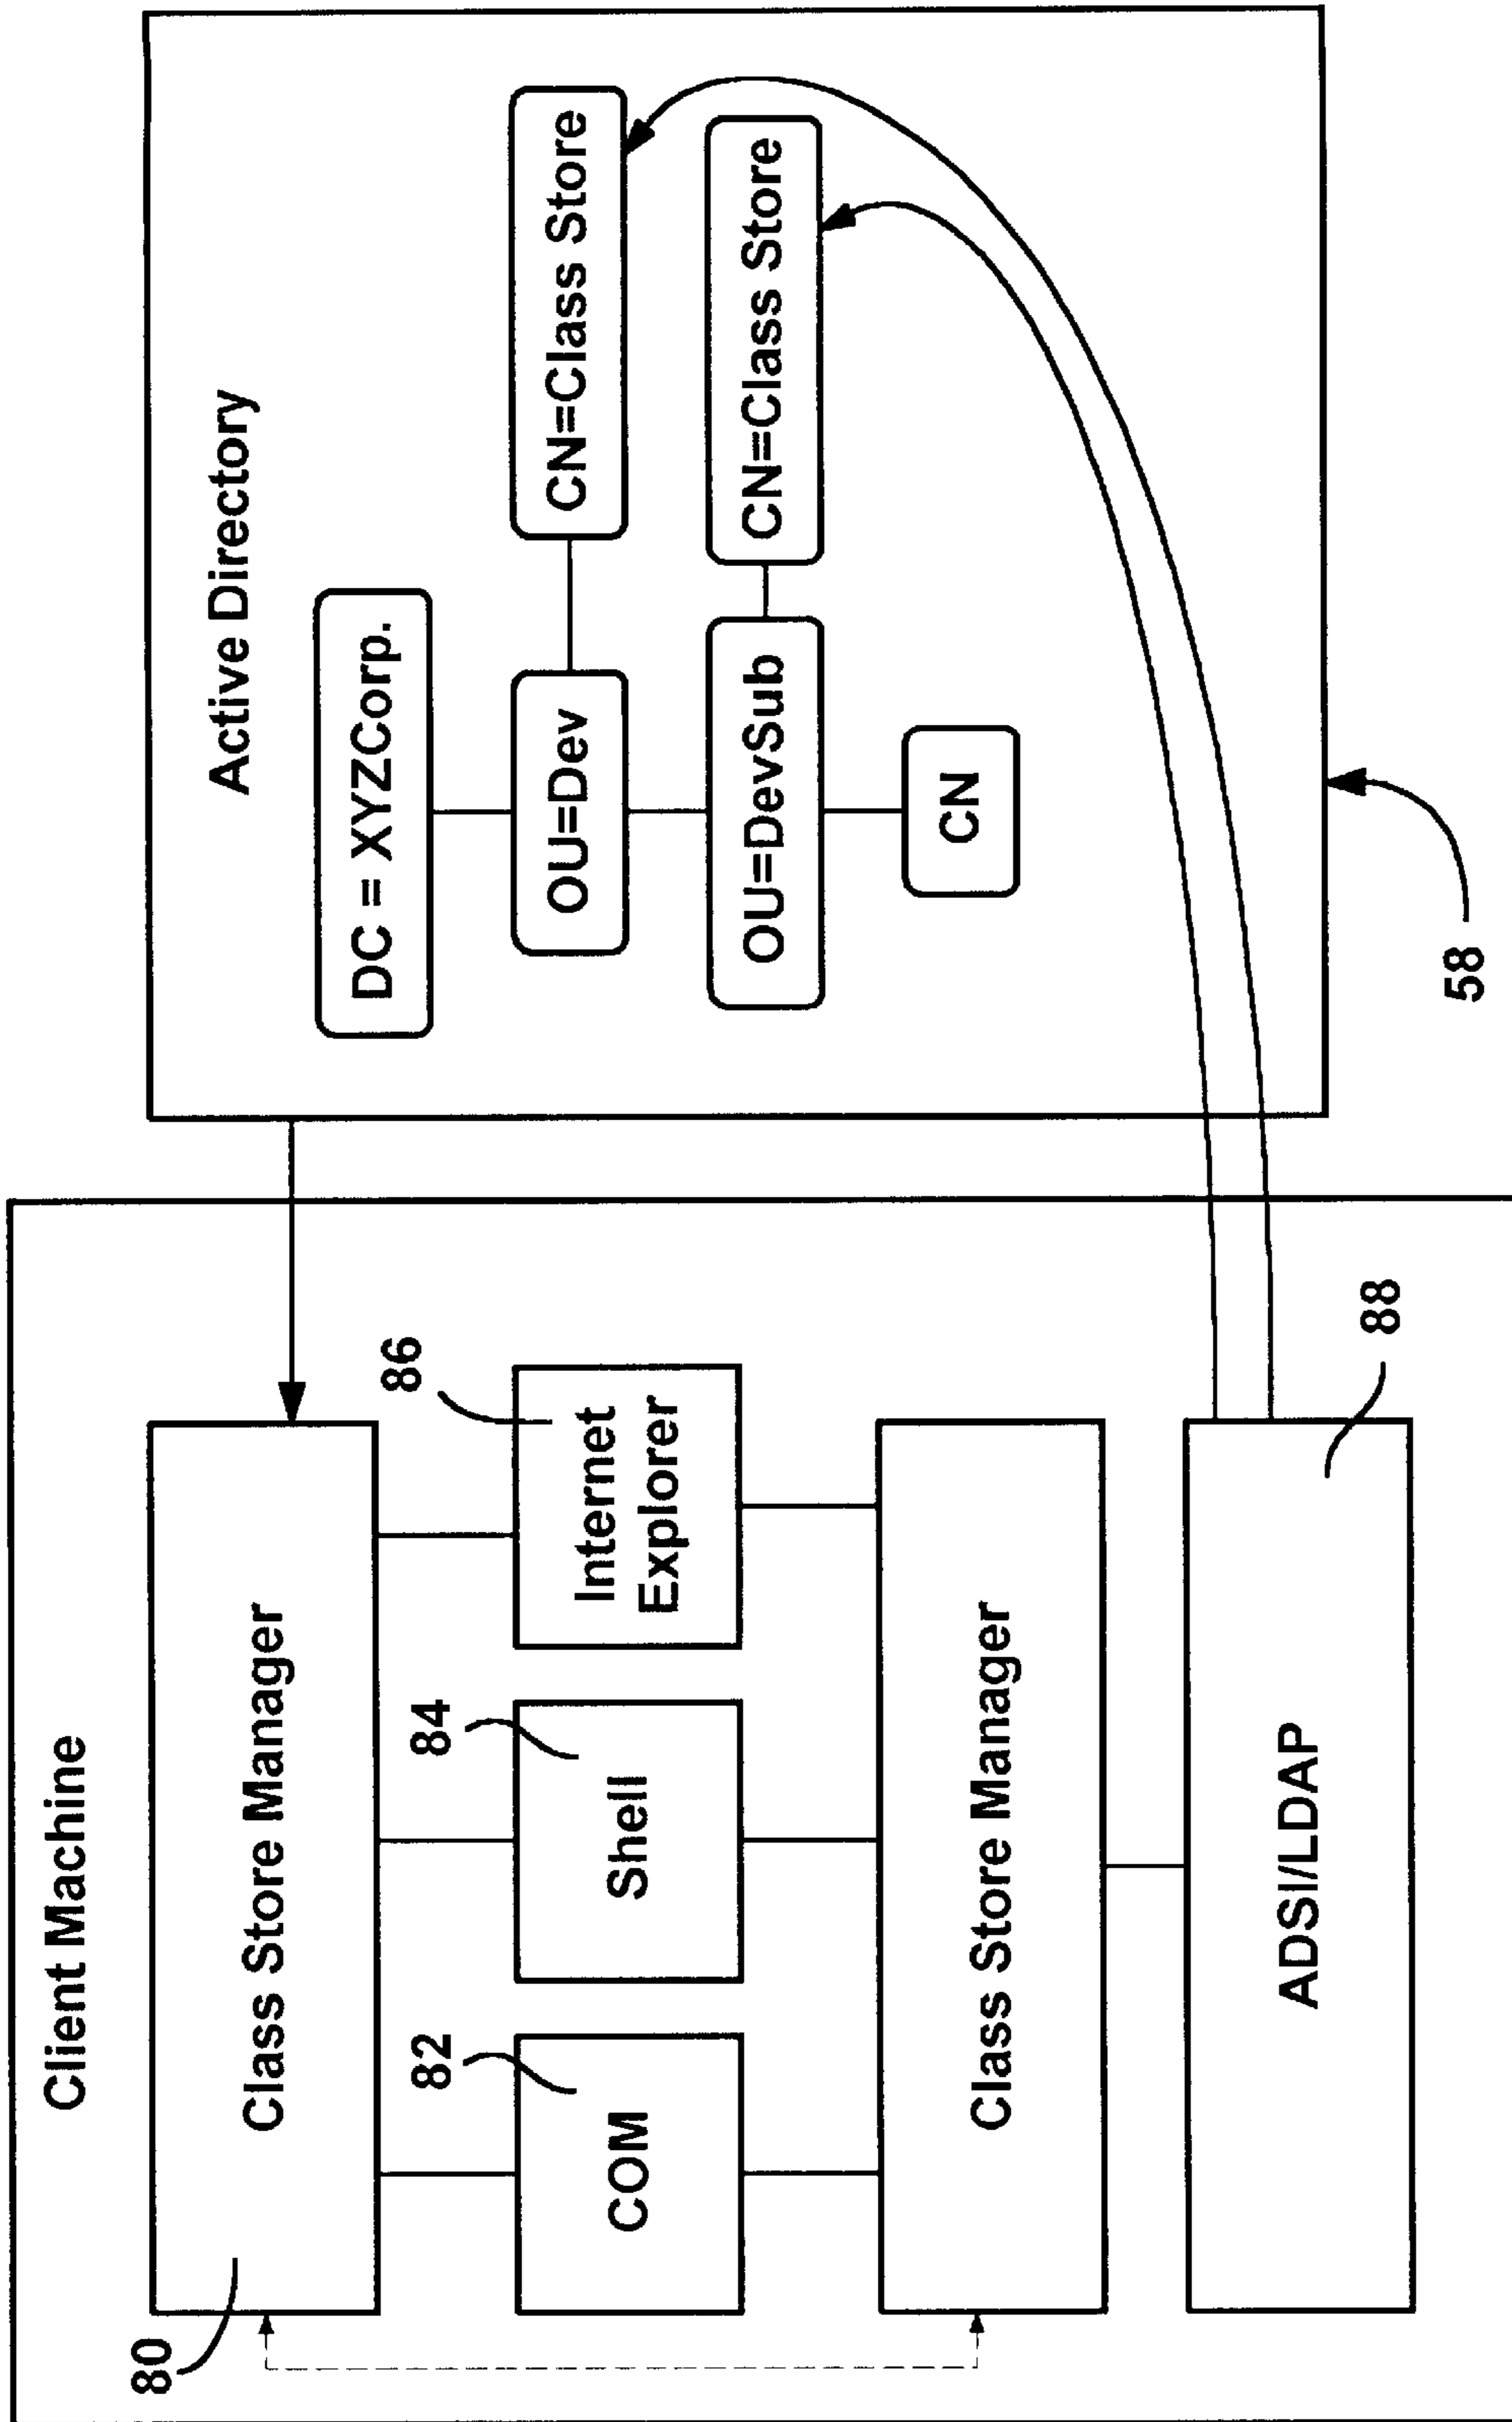 Client Machine
80
Class Store Manager
82
84
86
COM
Shell
Internet
Explorer
Class Store Manager
88
ADSI/LDAP
Active Directory
DC = XYZCorp.
OU=Dev
CN=Class Store
OU=DevSub
CN=Class Store
CN
58